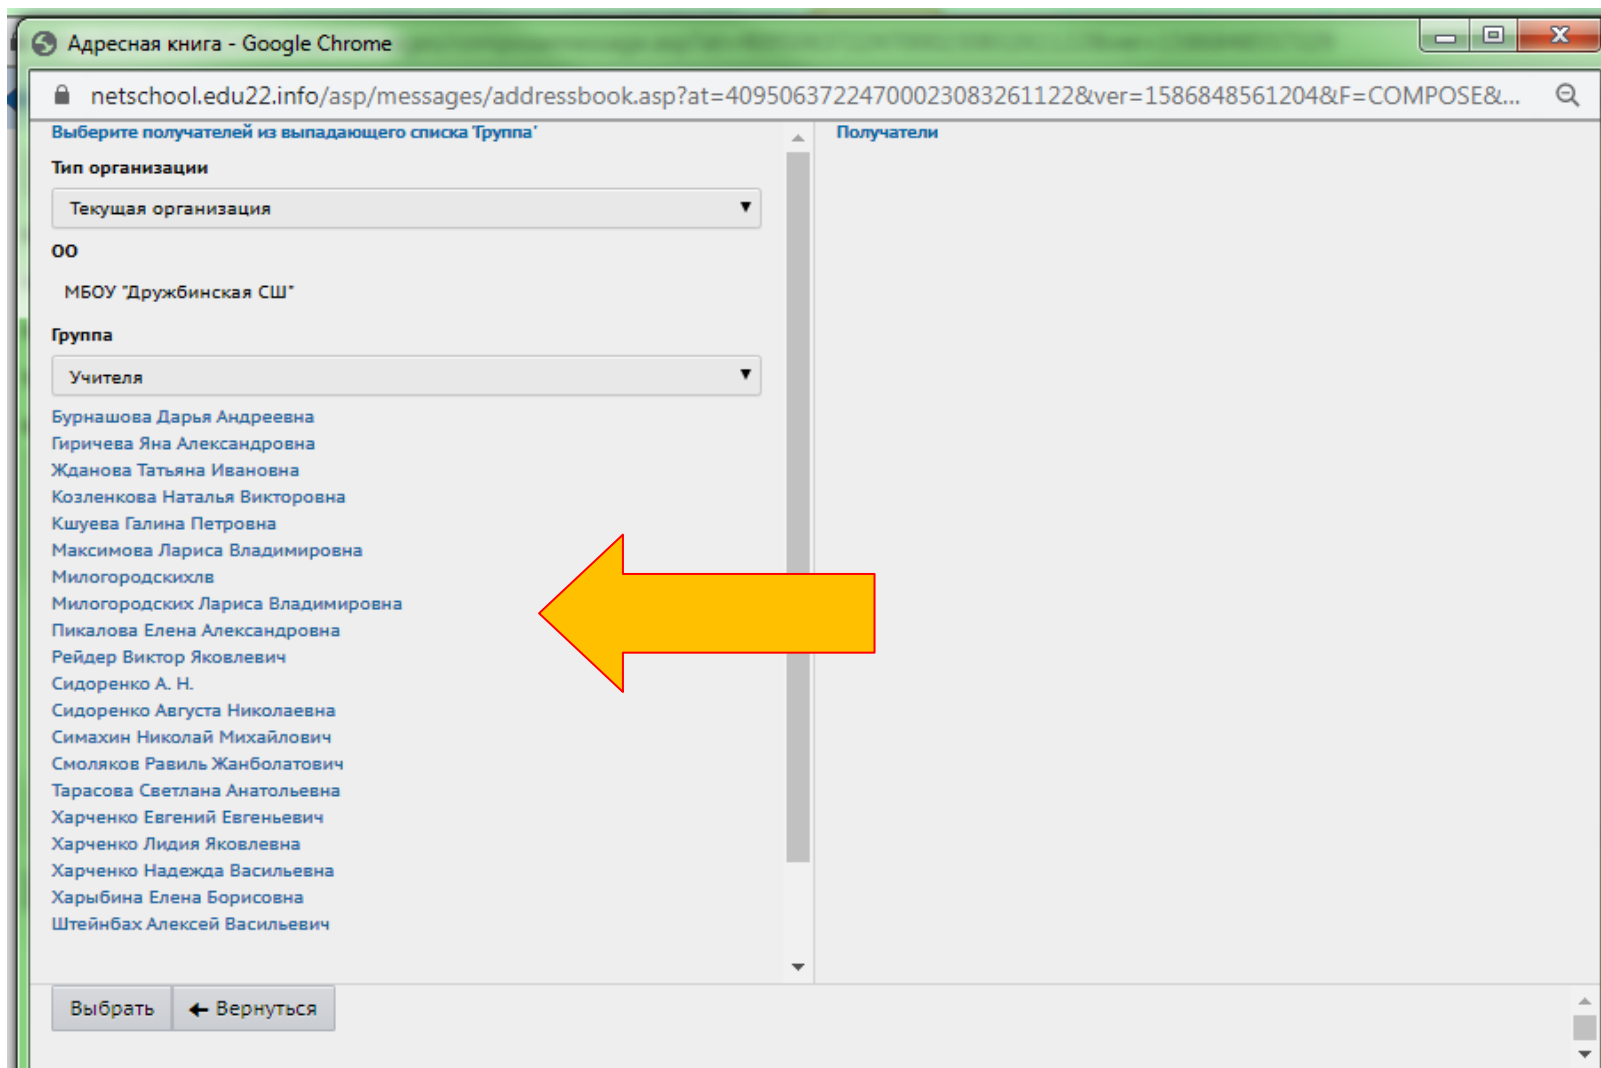 Адресная книга - Google Chrome
netschool.edu22.info/asp/messages/addressbook.asp?at=40950637224700023083261122&ver=1586848561204&F=COMPOSE&...
Выберите получателей из выпадающего списка 'Группа'
Тип организации
Текущая организация
ОО
МБОУ "Дружбинская СШ"
Группа
Учителя
Бурнашова Дарья Андреевна
Гиричева Яна Александровна
Жданова Татьяна Ивановна
Козленкова Наталья Викторовна
Кшуева Галина Петровна
Максимова Лариса Владимировна
Милогородскихлв
Милогородских Лариса Владимировна
Пикалова Елена Александровна
Рейдер Виктор Яковлевич
Сидоренко А. Н.
Сидоренко Августа Николаевна
Симахин Николай Михайлович
Смоляков Равиль Жанболатович
Тарасова Светлана Анатольевна
Харченко Евгений Евгеньевич
Харченко Лидия Яковлевна
Харченко Надежда Васильевна
Харыбина Елена Борисовна
Штейнбах Алексей Васильевич
Получатели
Выбрать
Вернуться